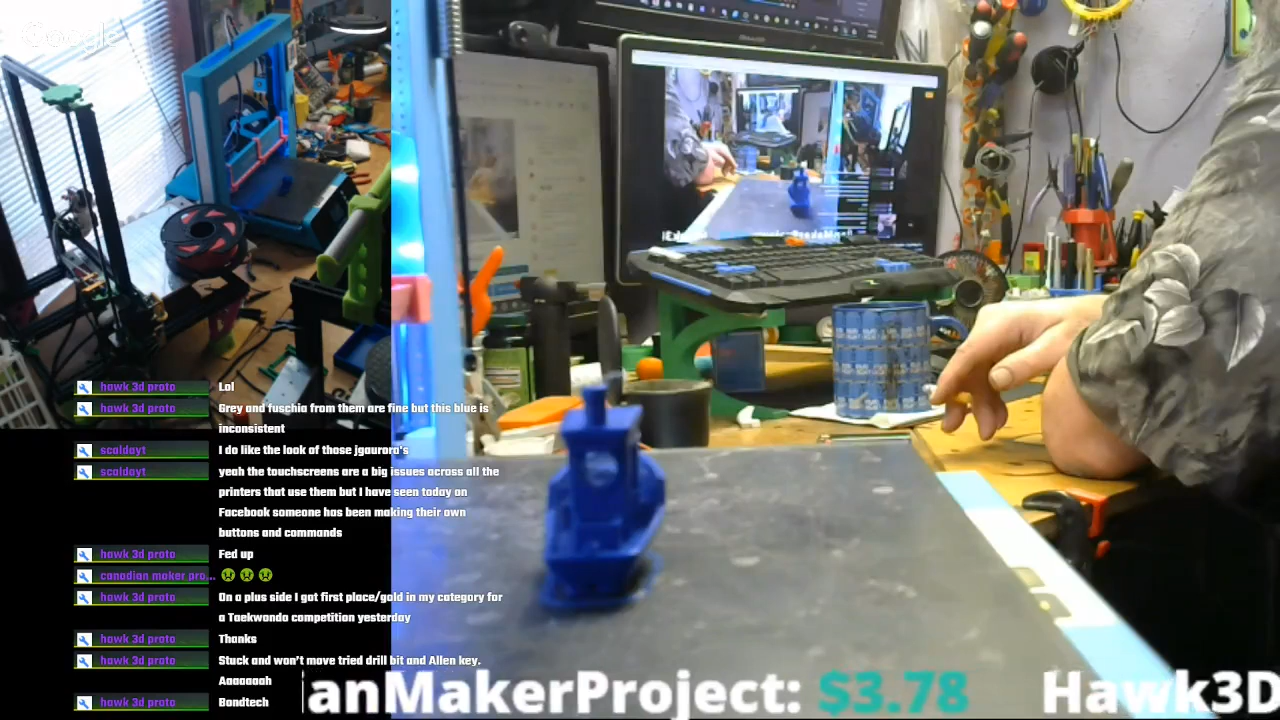 Google
hawk 3d proto Lol
hawk 3d proto Grey and fuschia from them are fine but this blue is
inconsistent
scaldayt I do like the look of those jgaurora's
scaldayt yeah the touchscreens are a big issues across all the
printers that use them but I have seen today on
Facebook someone has been making their own
buttons and commands
hawk 3d proto Fed up
canadian maker pro...
hawk 3d proto On a plus side I got first place/gold in my category for
a Taekwondo competition yesterday
hawk 3d proto Thanks
hawk 3d proto Stuck and won't move tried drill bit and Allen key.
Aaaaaaah
hawk 3d proto Bondtech
anMakerProject: $3.78 Hawk3D